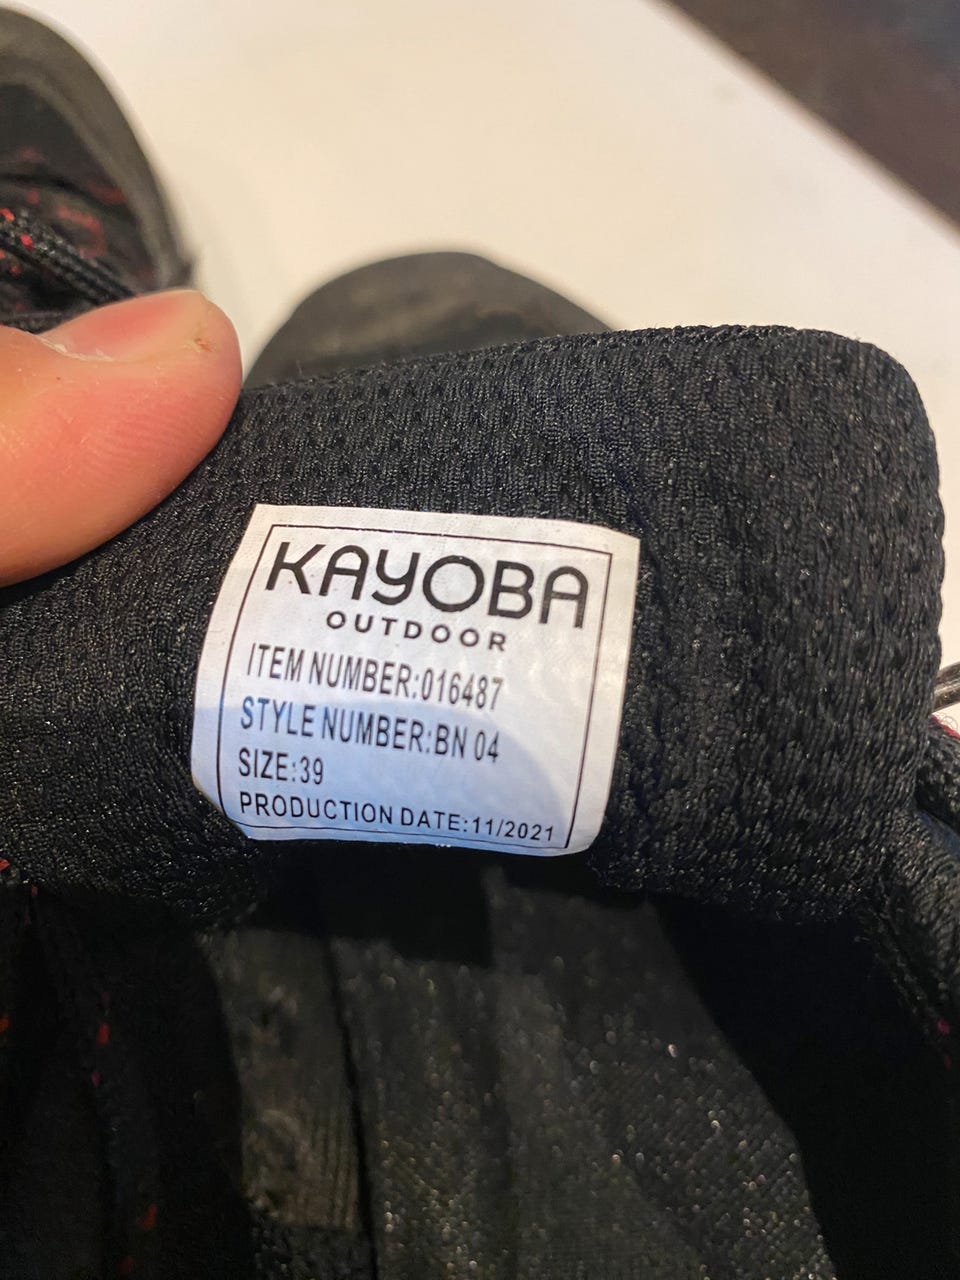 KAYOBA
OUTDOOR
ITEM NUMBER:016487
STYLE NUMBER:BN 04
SIZE:39
PRODUCTION DATE:11/2021